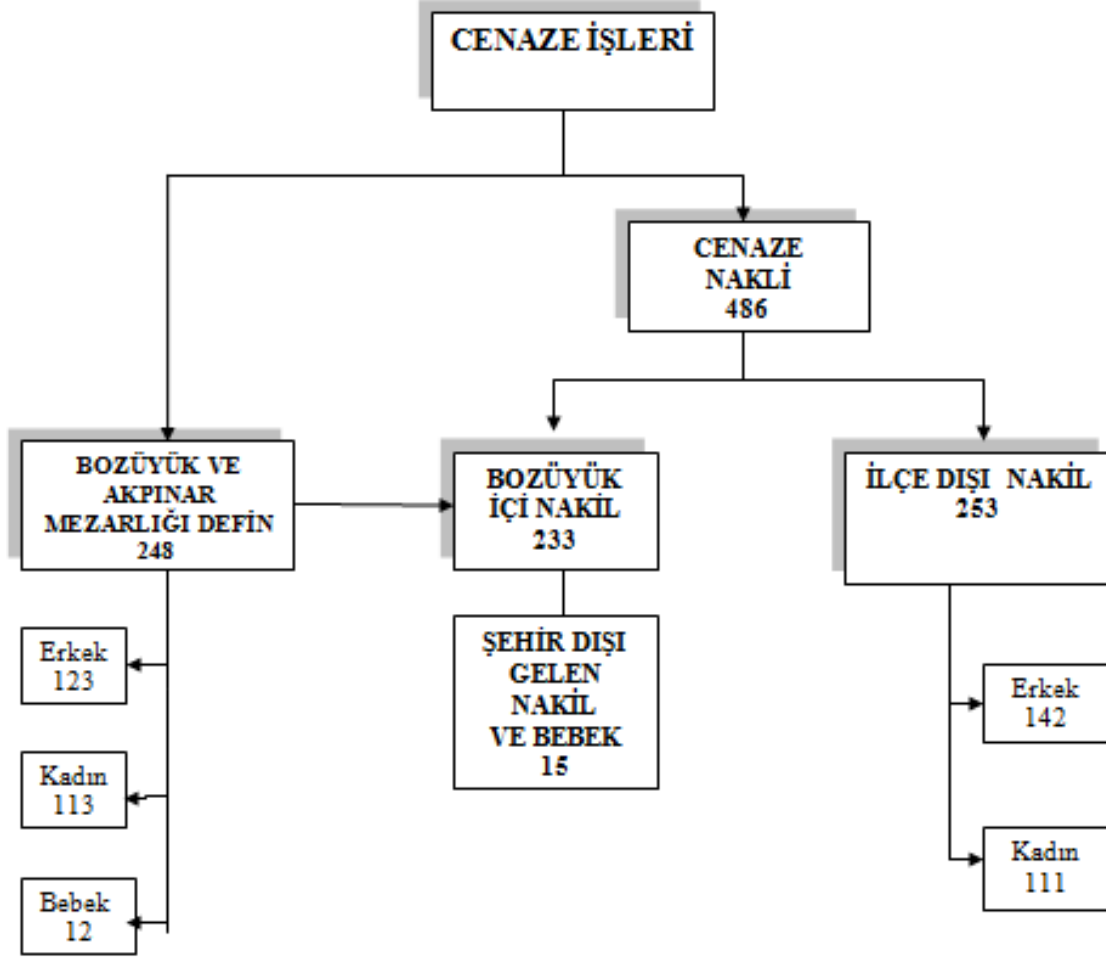 CENAZE İŞLERİ
CENAZE
NAKLİ
486
BOZÜYÜK VE
AKPINAR
MEZARLIĞI DEFİN
248
BOZÜYÜK
İÇİ NAKİL
233
İLÇE DIŞI NAKİL
253
Erkek
123
Kadın
113
Bebek
12
ŞEHİR DIŞI
GELEN
NAKİL
VE BEBEK
15
Erkek
142
Kadın
111